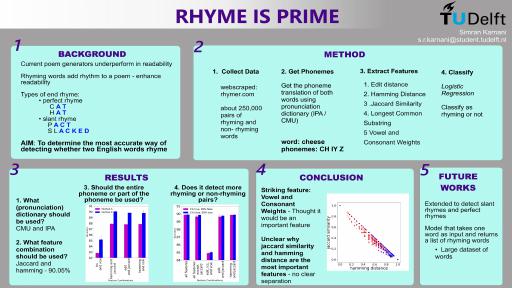 RHYME IS PRIME
TUDelft
Simran Karnani
s.r.karnani@student.tudelft.nl
1
BACKGROUND
Current poem generators underperform in readability
Rhyming words add rhythm to a poem - enhance
readability
Types of end rhyme:
• perfect rhyme
C A T
H A T
• slant rhyme
P A C T
S L A C K E D
AIM: To determine the most accurate way of
detecting whether two English words rhyme
2
METHOD
1. Collect Data
webscraped:
rhymer.com
about 250,000
pairs of
rhyming and
non- rhyming
words
2. Get Phonemes
Get the phoneme
translation of both
words using
pronunciation
dictionary (IPA /
CMU)
word: cheese
phonemes: CH IY Z
3. Extract Features
1. Edit distance
2. Hamming Distance
3 .Jaccard Similarity
4. Longest Common
Substring
5 Vowel and
Consonant Weights
4. Classify
Logistic
Regression
Classify as
rhyming or not
3
RESULTS
1. What
(pronunciation)
dictionary should
be used?
CMU and IPA
2. What feature
combination
should be used?
Jaccard and
hamming - 90.05%
3. Should the entire
phoneme or part of the
phoneme be used?
4. Does it detect more
rhyming or non-rhyming
pairs?
4
CONCLUSION
Striking feature:
Vowel and
Consonant
Weights - Thought it
would be an
important feature
Unclear why
jaccard similarity
and hamming
distance are the
most important
features - no clear
separation
jaccard similarity
hamming distance
5
FUTURE
WORKS
Extended to detect slant
rhymes and perfect
rhymes
Model that takes one
word as input and returns
a list of rhyming words
• Large dataset of
words